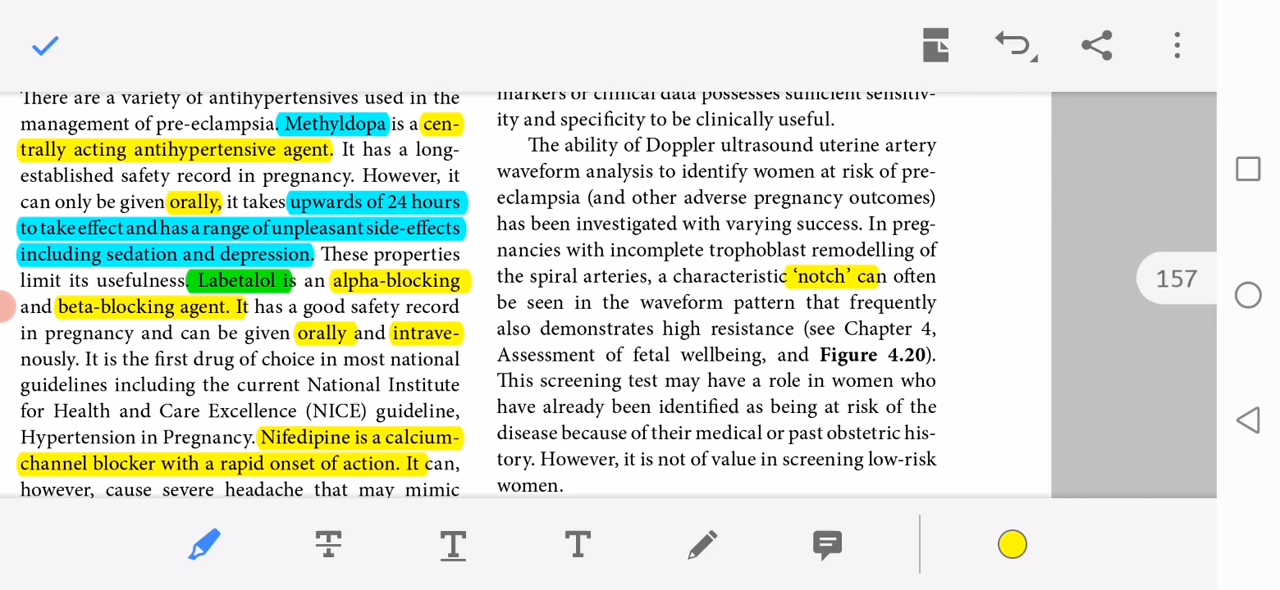 There are a variety of antihypertensives used in the
management of pre-eclampsia. Methyldopa is a cen-
trally acting antihypertensive agent. It has a long-
established safety record in pregnancy. However, it
can only be given orally, it takes upwards of 24 hours
to take effect and has a range of unpleasant side-effects
including sedation and depression. These properties
limit its usefulness. Labetalol is an alpha-blocking
and beta-blocking agent. It has a good safety record
in pregnancy and can be given orally and intrave-
nously. It is the first drug of choice in most national
guidelines including the current National Institute
for Health and Care Excellence (NICE) guideline,
Hypertension in Pregnancy. Nifedipine is a calcium-
channel blocker with a rapid onset of action. It can,
however, cause severe headache that may mimic
markers or clinical data possesses sufficient sensitiv-
ity and specificity to be clinically useful.
The ability of Doppler ultrasound uterine artery
waveform analysis to identify women at risk of pre-
eclampsia (and other adverse pregnancy outcomes)
has been investigated with varying success. In preg-
nancies with incomplete trophoblast remodelling of
the spiral arteries, a characteristic ‘notch’ can often
be seen in the waveform pattern that frequently
also demonstrates high resistance (see Chapter 4,
Assessment of fetal wellbeing, and Figure 4.20).
This screening test may have a role in women who
have already been identified as being at risk of the
disease because of their medical or past obstetric his-
tory. However, it is not of value in screening low-risk
women.
157
T
T
T